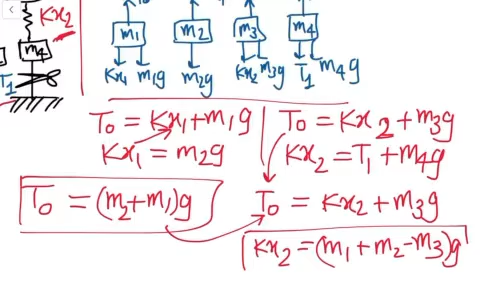 Kx2
m4
T1
m1 m2 m3 m4
Kx1 m1g m2g Kx2 m3g T1 m4g
T0 = Kx1 + m1g
Kx1 = m2g
T0 = (m2 + m1)g
T0 = Kx2 + m3g
Kx2 = T1 + m4g
T0 = Kx2 + m3g
Kx2 = (m1 + m2 - m3)g